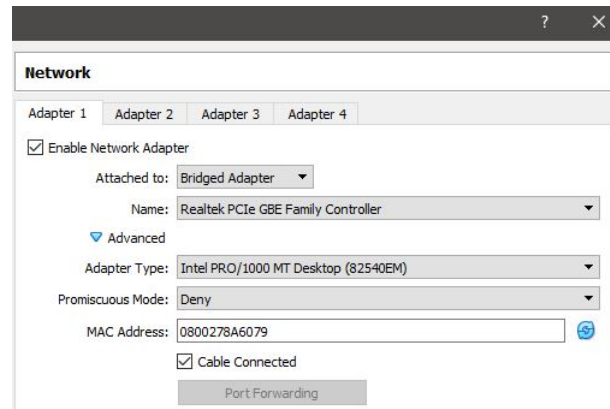 ?
Network
Adapter 1 Adapter 2 Adapter 3 Adapter 4
Enable Network Adapter
Attached to: Bridged Adapter
Name: Realtek PCIe GBE Family Controller
Advanced
Adapter Type: Intel PRO/1000 MT Desktop (82540EM)
Promiscuous Mode: Deny
MAC Address: 0800278A6079
Cable Connected
Port Forwarding